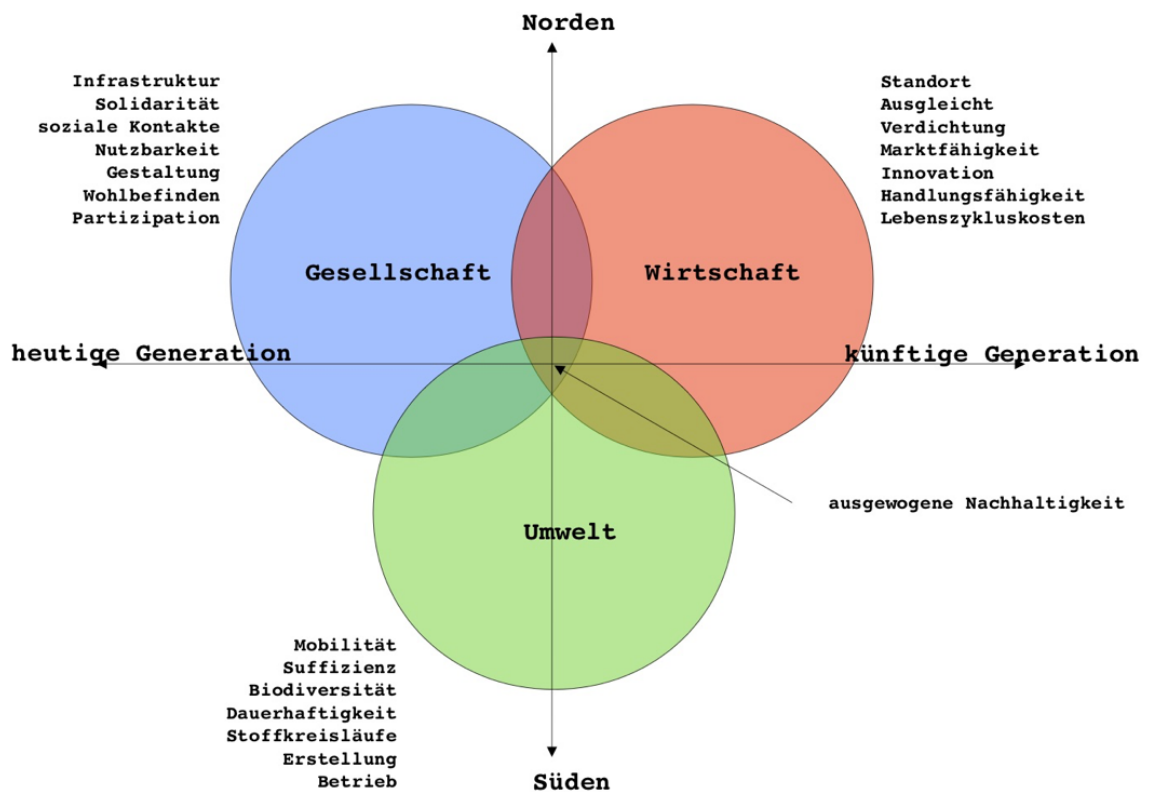 Norden
Infrastruktur
Solidarität
soziale Kontakte
Nutzbarkeit
Gestaltung
Wohlbefinden
Partizipation
Standort
Ausgleicht
Verdichtung
Marktfähigkeit
Innovation
Handlungsfähigkeit
Lebenszykluskosten
Gesellschaft
Wirtschaft
heutige Generation
künftige Generation
ausgewogene Nachhaltigkeit
Umwelt
Mobilität
Suffizienz
Biodiversität
Dauerhaftigkeit
Stoffkreisläufe
Erstellung
Betrieb
Süden